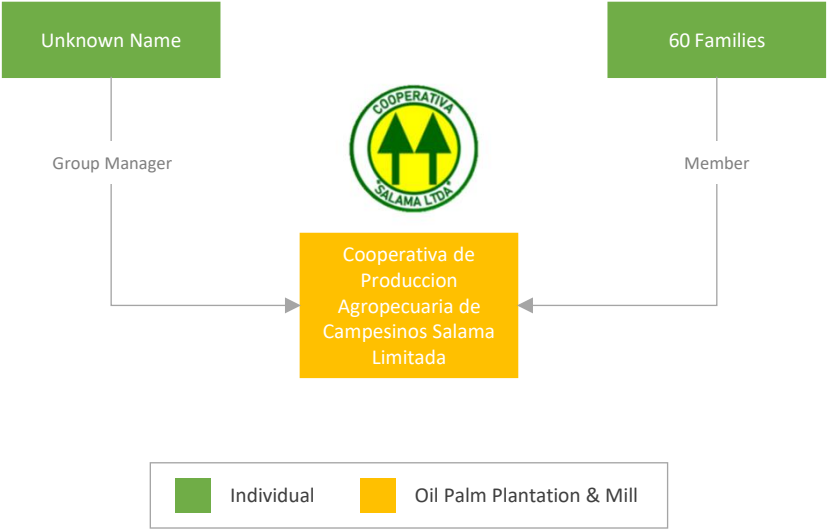 Unknown Name
60 Families
COOPERATIVA
"SALAMA LTDA"
Group Manager
Member
Cooperativa de
Produccion
Agropecuaria de
Campesinos Salama
Limitada
Individual
Oil Palm Plantation & Mill